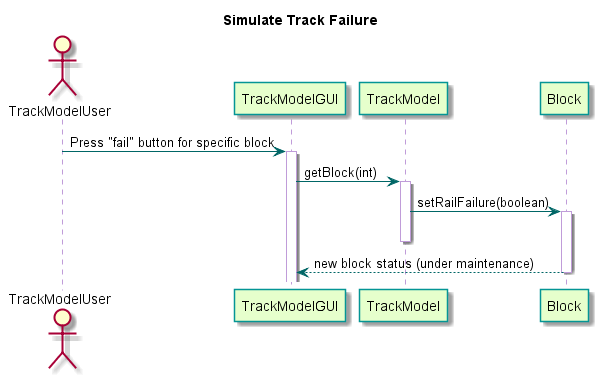 Simulate Track Failure
TrackModelUser
TrackModelGUI
TrackModel
Block
Press "fail" button for specific block
getBlock(int)
setRailFailure(boolean)
new block status (under maintenance)
TrackModelUser
TrackModelGUI
TrackModel
Block